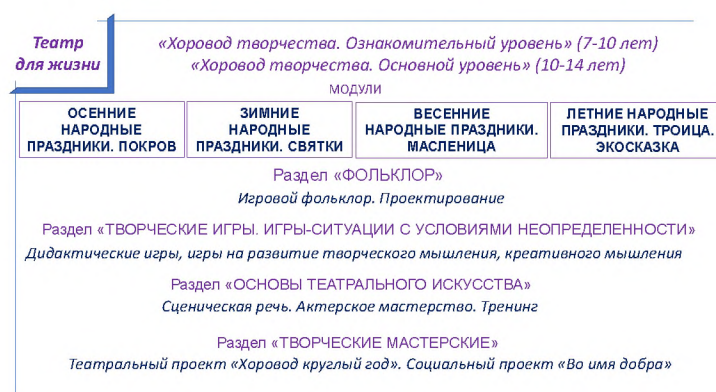 Театр
для жизни
«Хоровод творчества. Ознакомительный уровень» (7-10 лет)
«Хоровод творчества. Основной уровень» (10-14 лет)
МОДУЛИ
ОСЕННИЕ
НАРОДНЫЕ
ПРАЗДНИКИ. ПОКРОВ
ЗИМНИЕ
НАРОДНЫЕ
ПРАЗДНИКИ. СВЯТКИ
ВЕСЕННИЕ
НАРОДНЫЕ ПРАЗДНИКИ.
МАСЛЕНИЦА
ЛЕТНИЕ НАРОДНЫЕ
ПРАЗДНИКИ. ТРОИЦА.
ЭКОСКАЗКА
Раздел «ФОЛЬКЛОР»
Игровой фольклор. Проектирование
Раздел «ТВОРЧЕСКИЕ ИГРЫ. ИГРЫ-СИТУАЦИИ С УСЛОВИЯМИ НЕОПРЕДЕЛЕННОСТИ»
Дидактические игры, игры на развитие творческого мышления, креативного мышления
Раздел «ОСНОВЫ ТЕАТРАЛЬНОГО ИСКУССТВА»
Сценическая речь. Актерское мастерство. Тренинг
Раздел «ТВОРЧЕСКИЕ МАСТЕРСКИЕ»
Театральный проект «Хоровод круглый год». Социальный проект «Во имя добра»